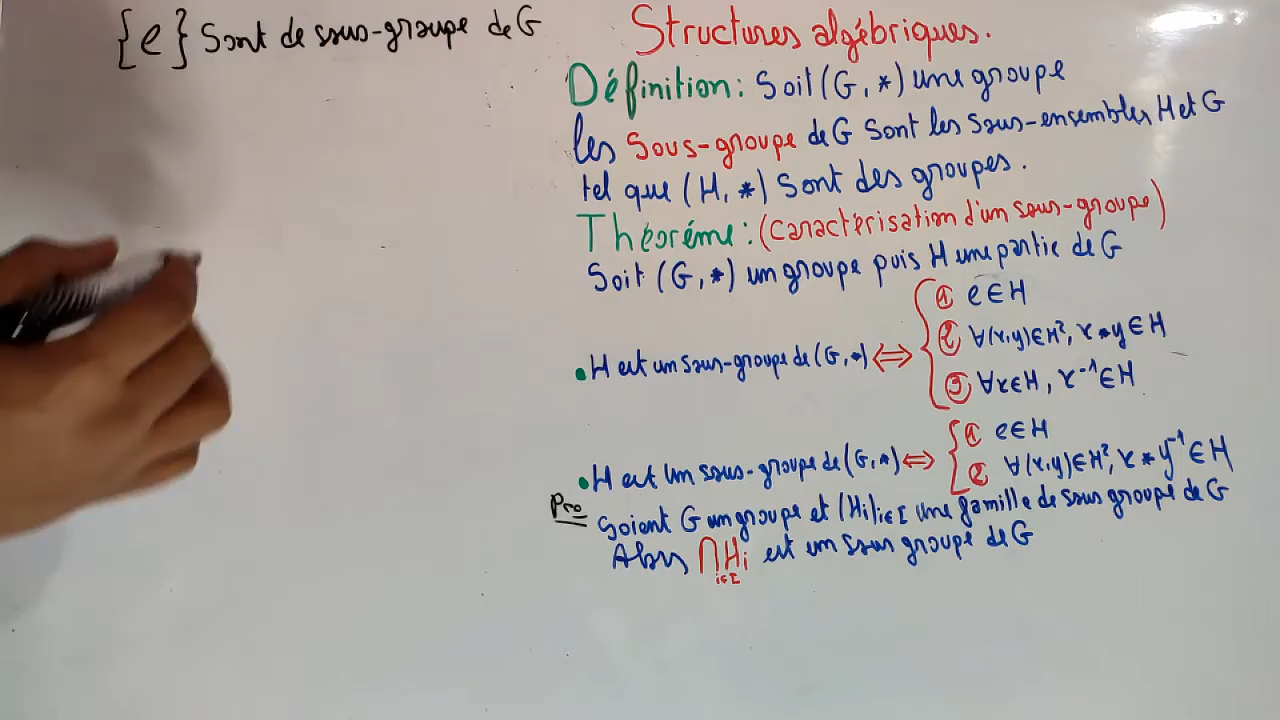 {e} Sont de sous-groupe de G
Structures algébriques.
Définition: Soit (G, *) une groupe
les Sous-groupe de G Sont les Sous-ensembles H et G
tel que (H, *) Sont des groupes.
Théoréme: (caractérisation d'un sous-groupe)
Soit (G, *) un groupe puis H une partie de G
① e ∈ H
② ∀(x,y)∈H², x * y ∈ H
• H est un sous-groupe de (G, *) ⇔
③ ∀x∈H, x⁻¹ ∈ H
① e∈H
• H est un sous-groupe de (G, *) ⇔ ② ∀(x,y)∈H², x * y⁻¹ ∈ H
Pro Soient G un groupe et (Hi)i∈I une famille de sous groupe de G
Alors ⋂Hi est un sous groupe de G
i∈I